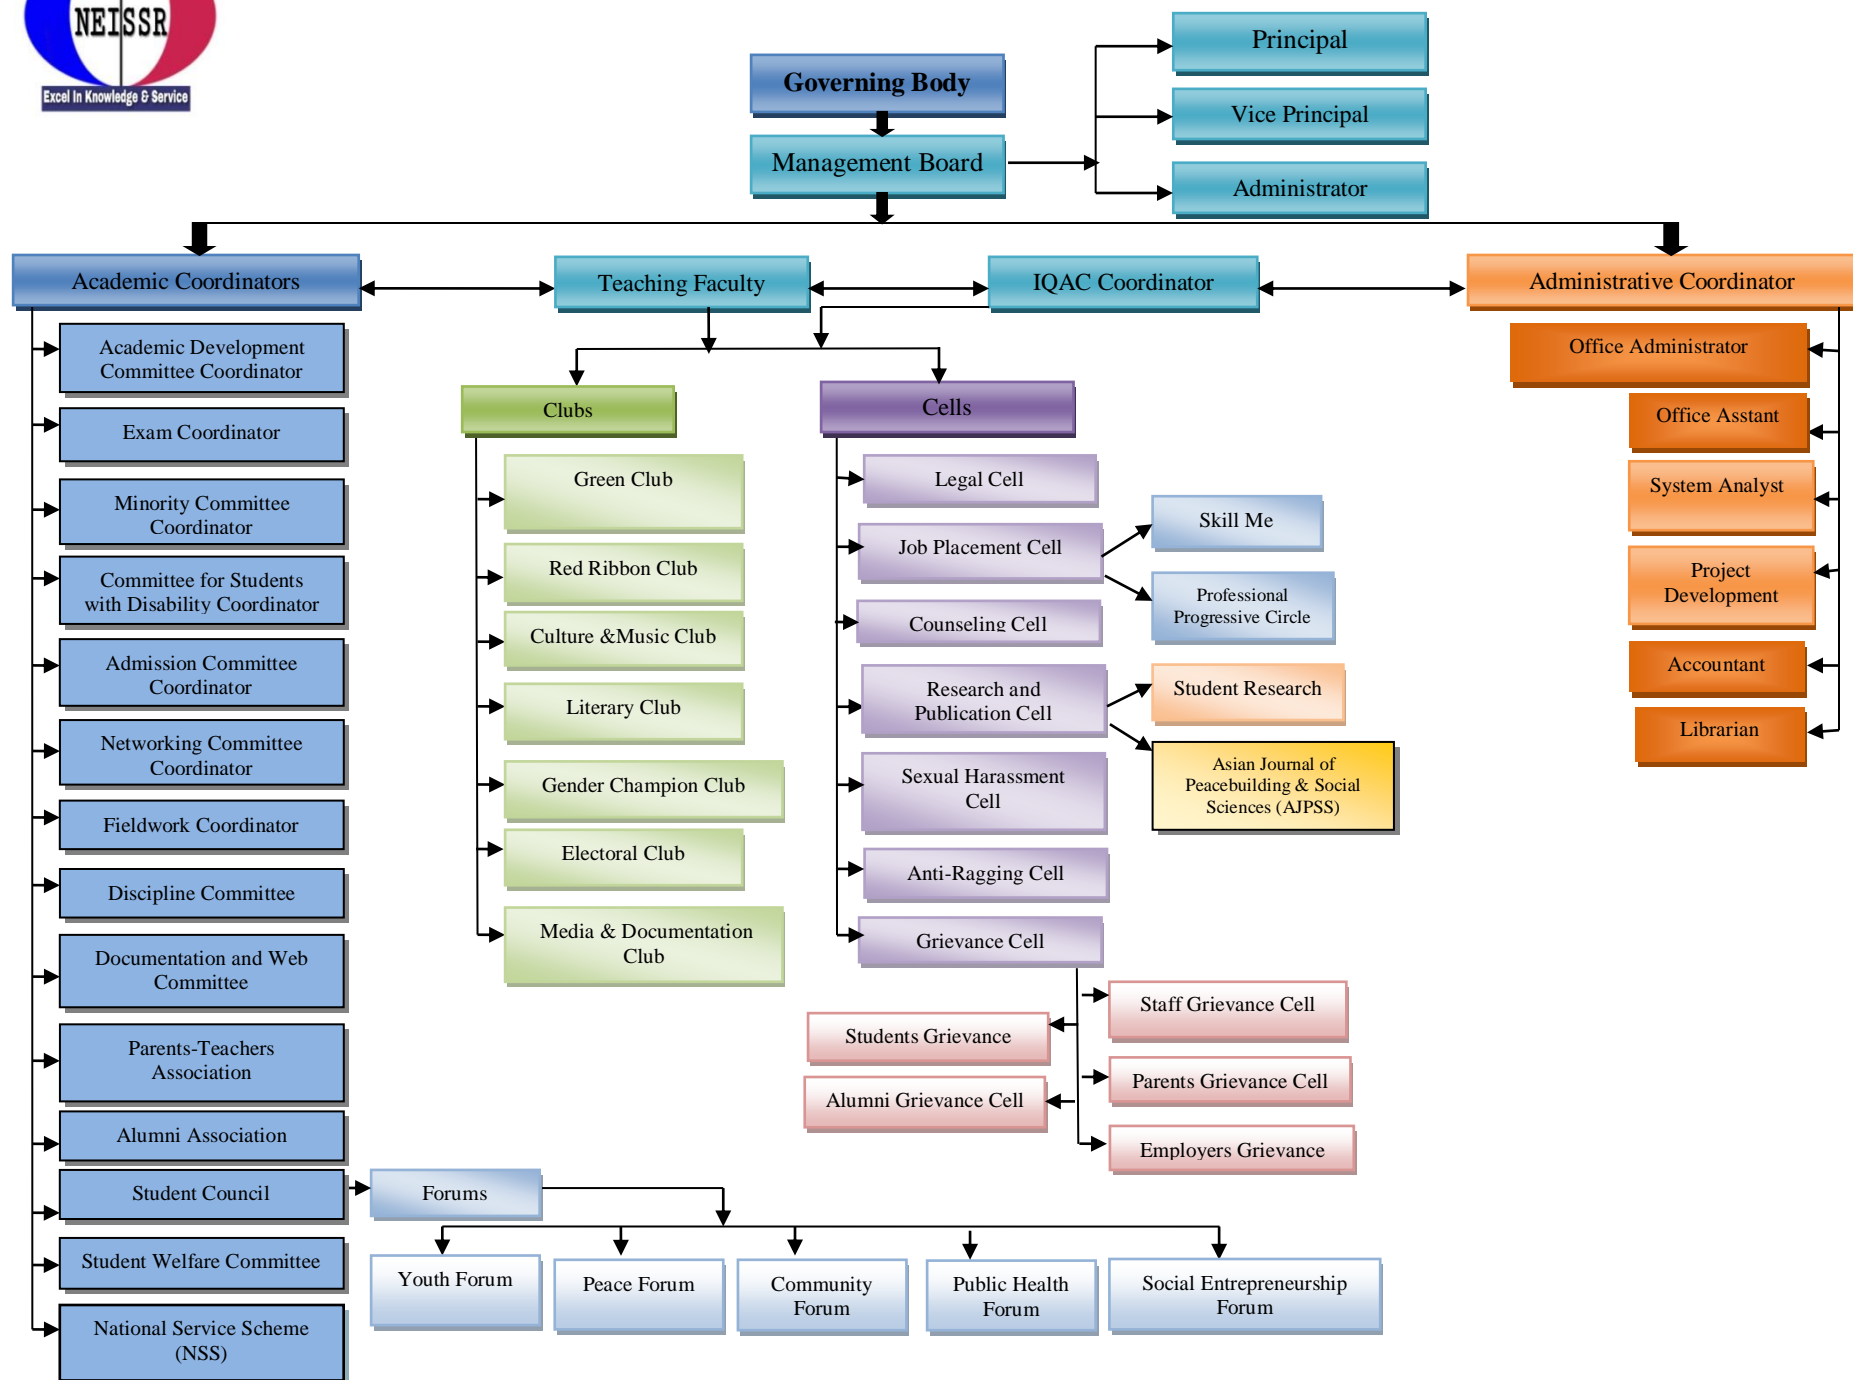 NEISSR
Excel In Knowledge & Service
Governing Body
Management Board
Principal
Vice Principal
Administrator
Academic Coordinators
Teaching Faculty
IQAC Coordinator
Administrative Coordinator
Academic Development
Committee Coordinator
Exam Coordinator
Minority Committee
Coordinator
Committee for Students
with Disability Coordinator
Admission Committee
Coordinator
Networking Committee
Coordinator
Fieldwork Coordinator
Discipline Committee
Documentation and Web
Committee
Parents-Teachers
Association
Alumni Association
Student Council
Student Welfare Committee
National Service Scheme
(NSS)
Clubs
Green Club
Red Ribbon Club
Culture &Music Club
Literary Club
Gender Champion Club
Electoral Club
Media & Documentation
Club
Cells
Legal Cell
Job Placement Cell
Counseling Cell
Research and
Publication Cell
Sexual Harassment
Cell
Anti-Ragging Cell
Grievance Cell
Skill Me
Professional
Progressive Circle
Student Research
Asian Journal of
Peacebuilding & Social
Sciences (AJPSS)
Students Grievance
Alumni Grievance Cell
Staff Grievance Cell
Parents Grievance Cell
Employers Grievance
Office Administrator
Office Asstant
System Analyst
Project
Development
Accountant
Librarian
Forums
Youth Forum
Peace Forum
Community
Forum
Public Health
Forum
Social Entrepreneurship
Forum